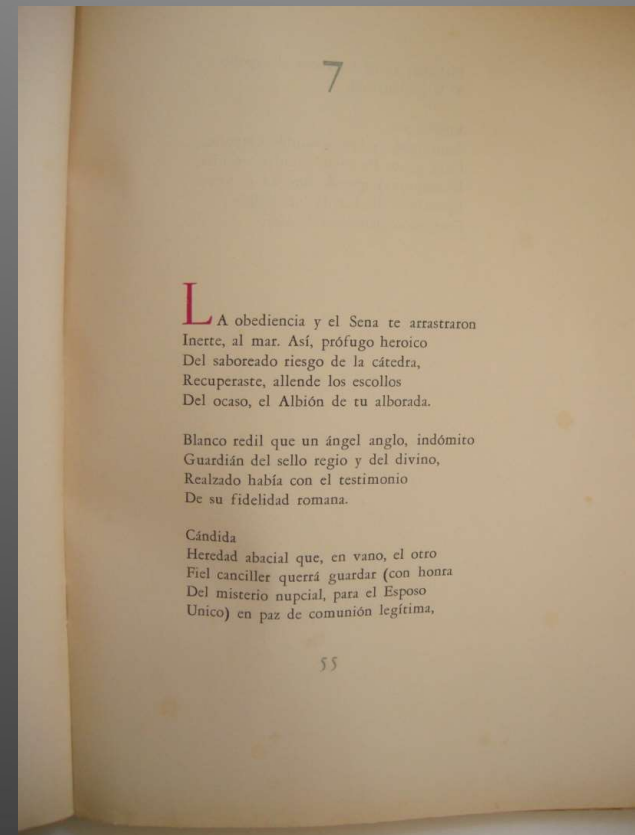 7
LA obediencia y el Sena te arrastraron
Inerte, al mar. Así, prófugo heroico
Del saboreado riesgo de la cátedra,
Recuperaste, allende los escollos
Del ocaso, el Albión de tu alborada.
Blanco redil que un ángel anglo, indómito
Guardián del sello regio y del divino,
Realzado había con el testimonio
De su fidelidad romana.
Cándida
Heredad abacial que, en vano, el otro
Fiel canciller querrá guardar (con honra
Del misterio nupcial, para el Esposo
Unico) en paz de comunión legítima,
55